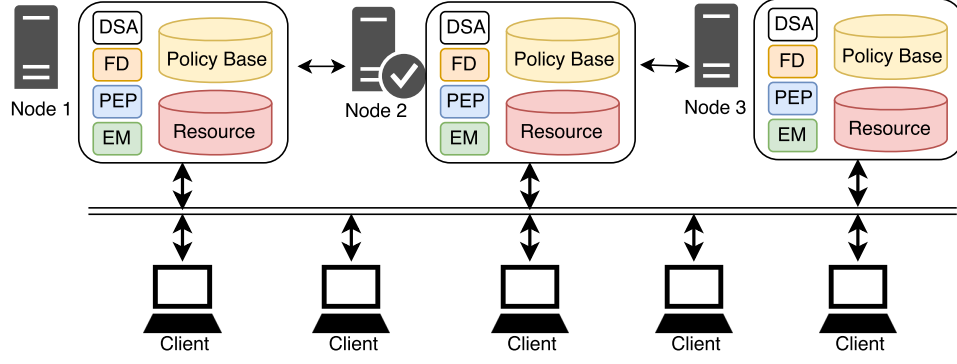 Node 1
DSA
FD
PEP
EM
Policy Base
Resource
Node 2
DSA
FD
PEP
EM
Policy Base
Resource
Node 3
DSA
FD
PEP
EM
Policy Base
Resource
Client
Client
Client
Client
Client